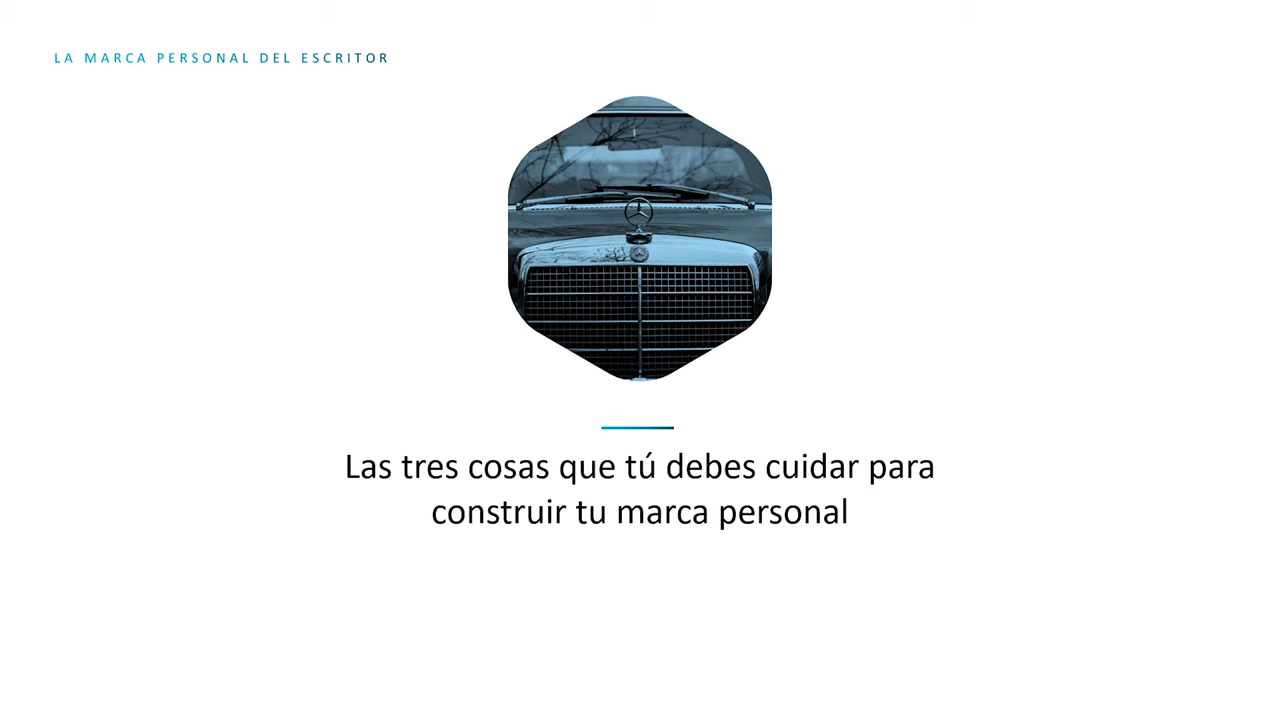 LA MARCA PERSONAL DEL ESCRITOR
Las tres cosas que tú debes cuidar para
construir tu marca personal